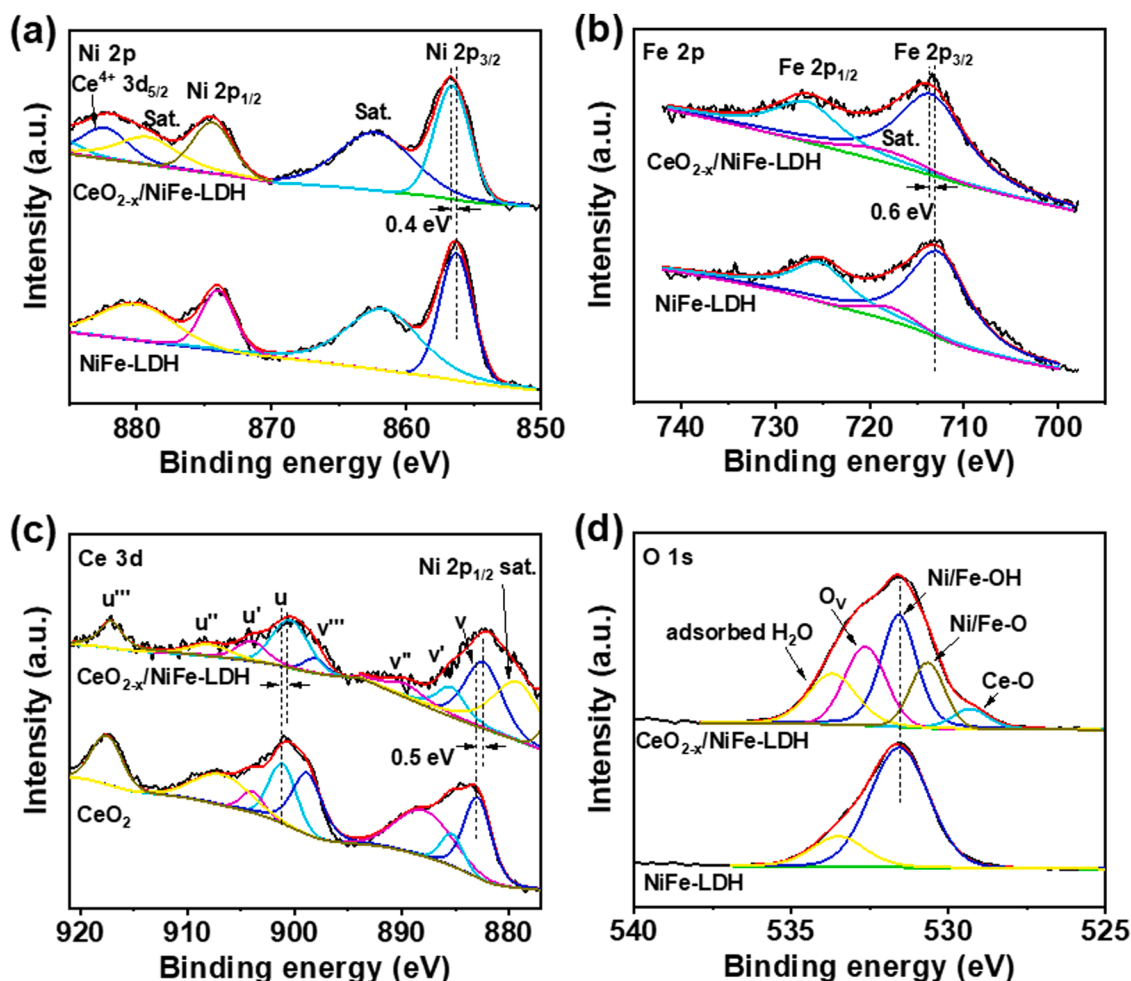 (a)
Ni 2p
Ni 2p3/2
Ce4+ 3d5/2
Ni 2p1/2
Sat.
Sat.
CeO2-x/NiFe-LDH
0.4 eV
NiFe-LDH
880 870 860 850
Binding energy (eV)
Intensity (a.u.)
(b)
Fe 2p
Fe 2p1/2
Fe 2p3/2
Sat.
CeO2-x/NiFe-LDH
0.6 eV
NiFe-LDH
740 730 720 710 700
Binding energy (eV)
Intensity (a.u.)
(c)
Ce 3d
Ni 2p1/2 sat.
u''' u'' u' u v''' v'' v' v
CeO2-x/NiFe-LDH
0.5 eV
CeO2
920 910 900 890 880
Binding energy (eV)
Intensity (a.u.)
(d)
O 1s
Ni/Fe-OH
OV
Ni/Fe-O
adsorbed H2O
Ce-O
CeO2-x/NiFe-LDH
NiFe-LDH
540 535 530 525
Binding energy (eV)
Intensity (a.u.)